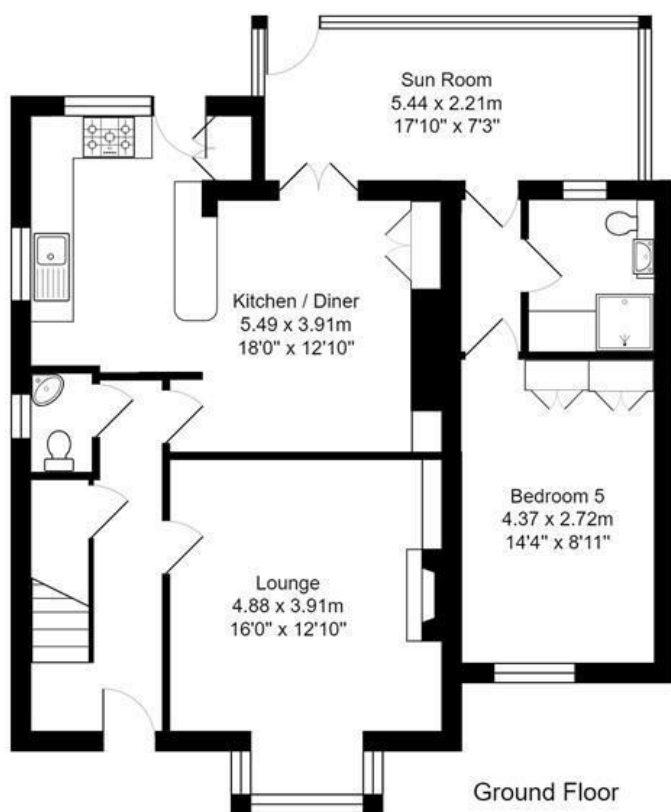 Sun Room
5.44 x 2.21m
17'10" x 7'3"
Kitchen / Diner
5.49 x 3.91m
18'0" x 12'10"
Bedroom 5
4.37 x 2.72m
14'4" x 8'11"
Lounge
4.88 x 3.91m
16'0" x 12'10"
Ground Floor